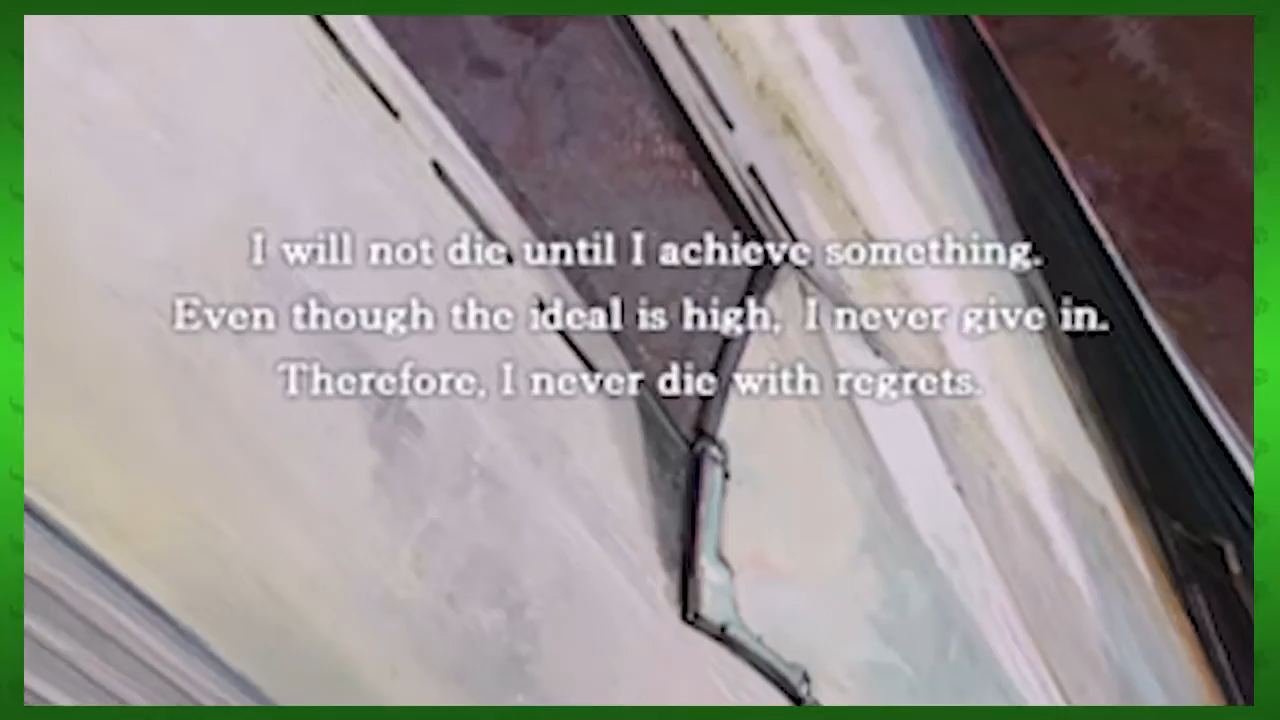 I will not die until I achieve something.
Even though the ideal is high, I never give in.
Therefore, I never die with regrets.